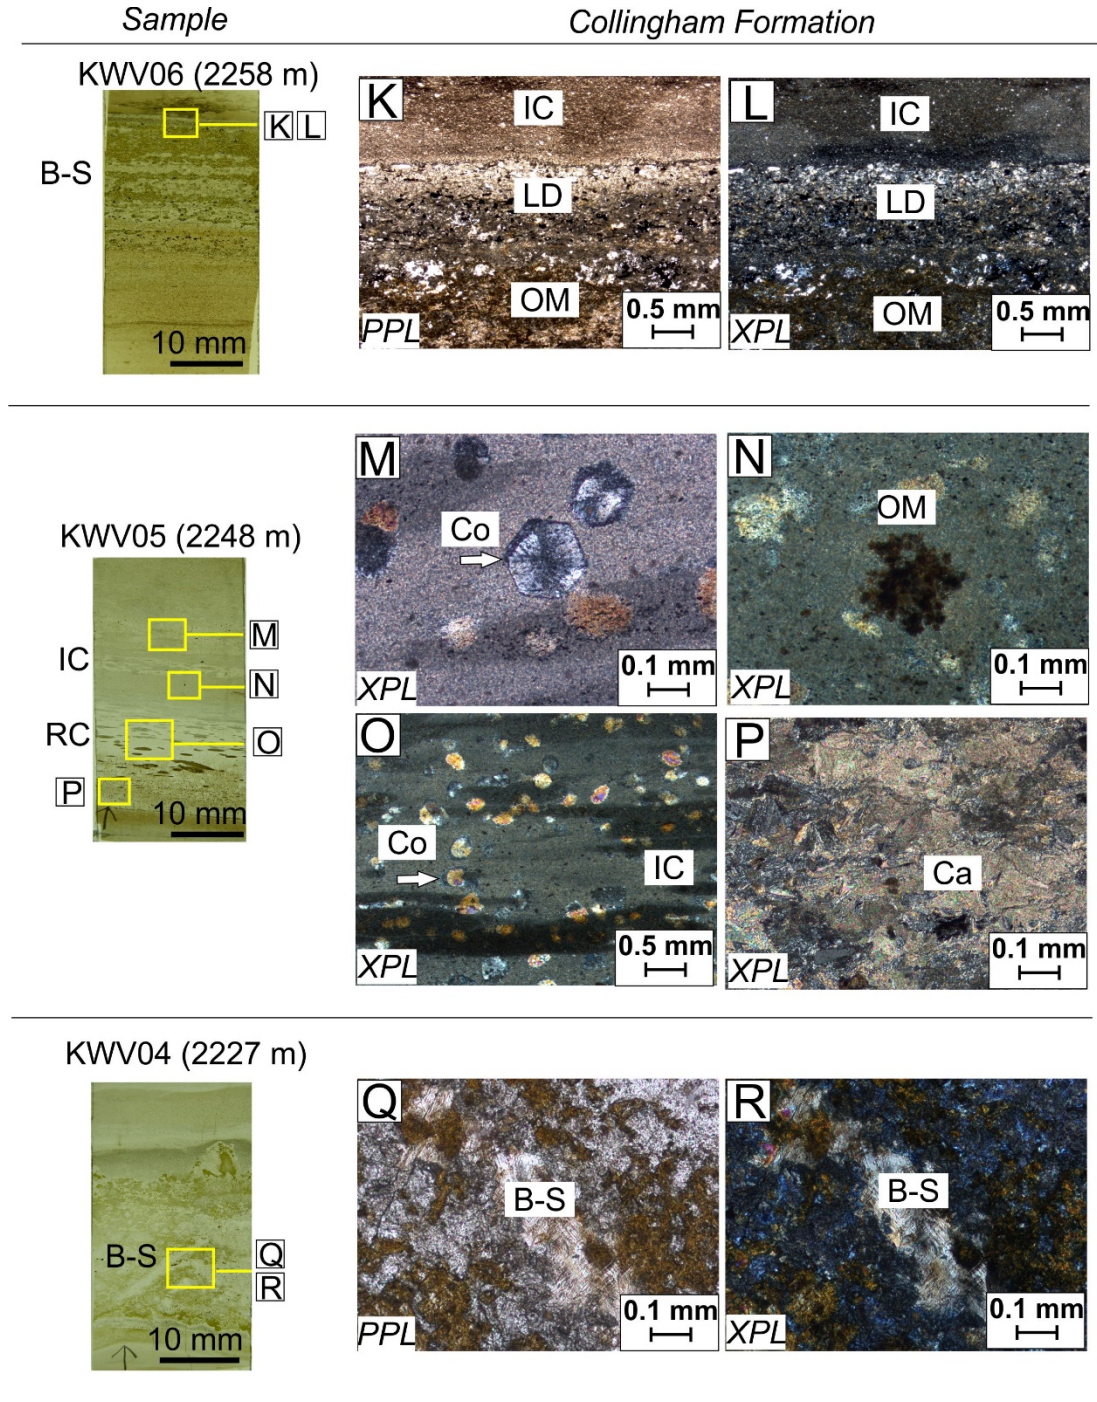 Sample
Collingham Formation
KWV06 (2258 m)
K L
B-S
10 mm
K
IC
LD
OM
0.5 mm
PPL
L
IC
LD
OM
0.5 mm
XPL
KWV05 (2248 m)
M
IC
N
RC
O
P
10 mm
M
Co
0.1 mm
XPL
N
OM
0.1 mm
XPL
O
Co
IC
0.5 mm
XPL
P
Ca
0.1 mm
XPL
KWV04 (2227 m)
B-S
Q
R
10 mm
Q
B-S
0.1 mm
PPL
R
B-S
0.1 mm
XPL